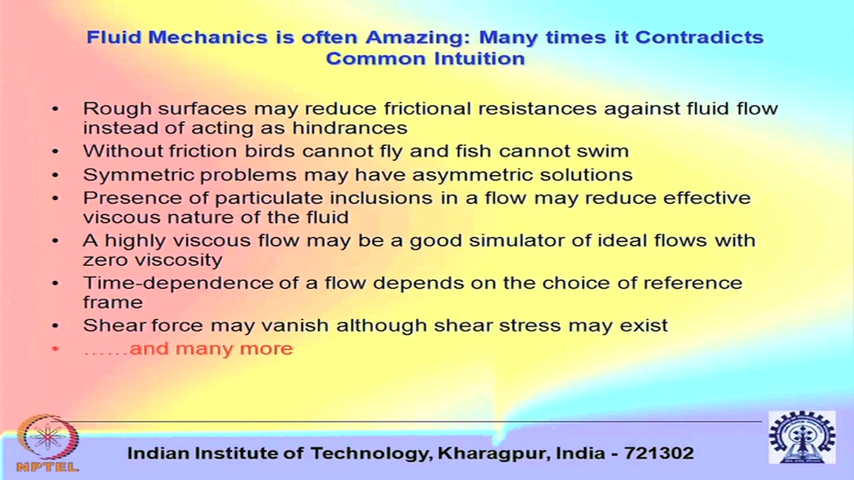 Fluid Mechanics is often Amazing: Many times it Contradicts
Common Intuition
• Rough surfaces may reduce frictional resistances against fluid flow
instead of acting as hindrances
• Without friction birds cannot fly and fish cannot swim
• Symmetric problems may have asymmetric solutions
• Presence of particulate inclusions in a flow may reduce effective
viscous nature of the fluid
• A highly viscous flow may be a good simulator of ideal flows with
zero viscosity
• Time-dependence of a flow depends on the choice of reference
frame
• Shear force may vanish although shear stress may exist
• ……and many more
NPTEL
Indian Institute of Technology, Kharagpur, India - 721302